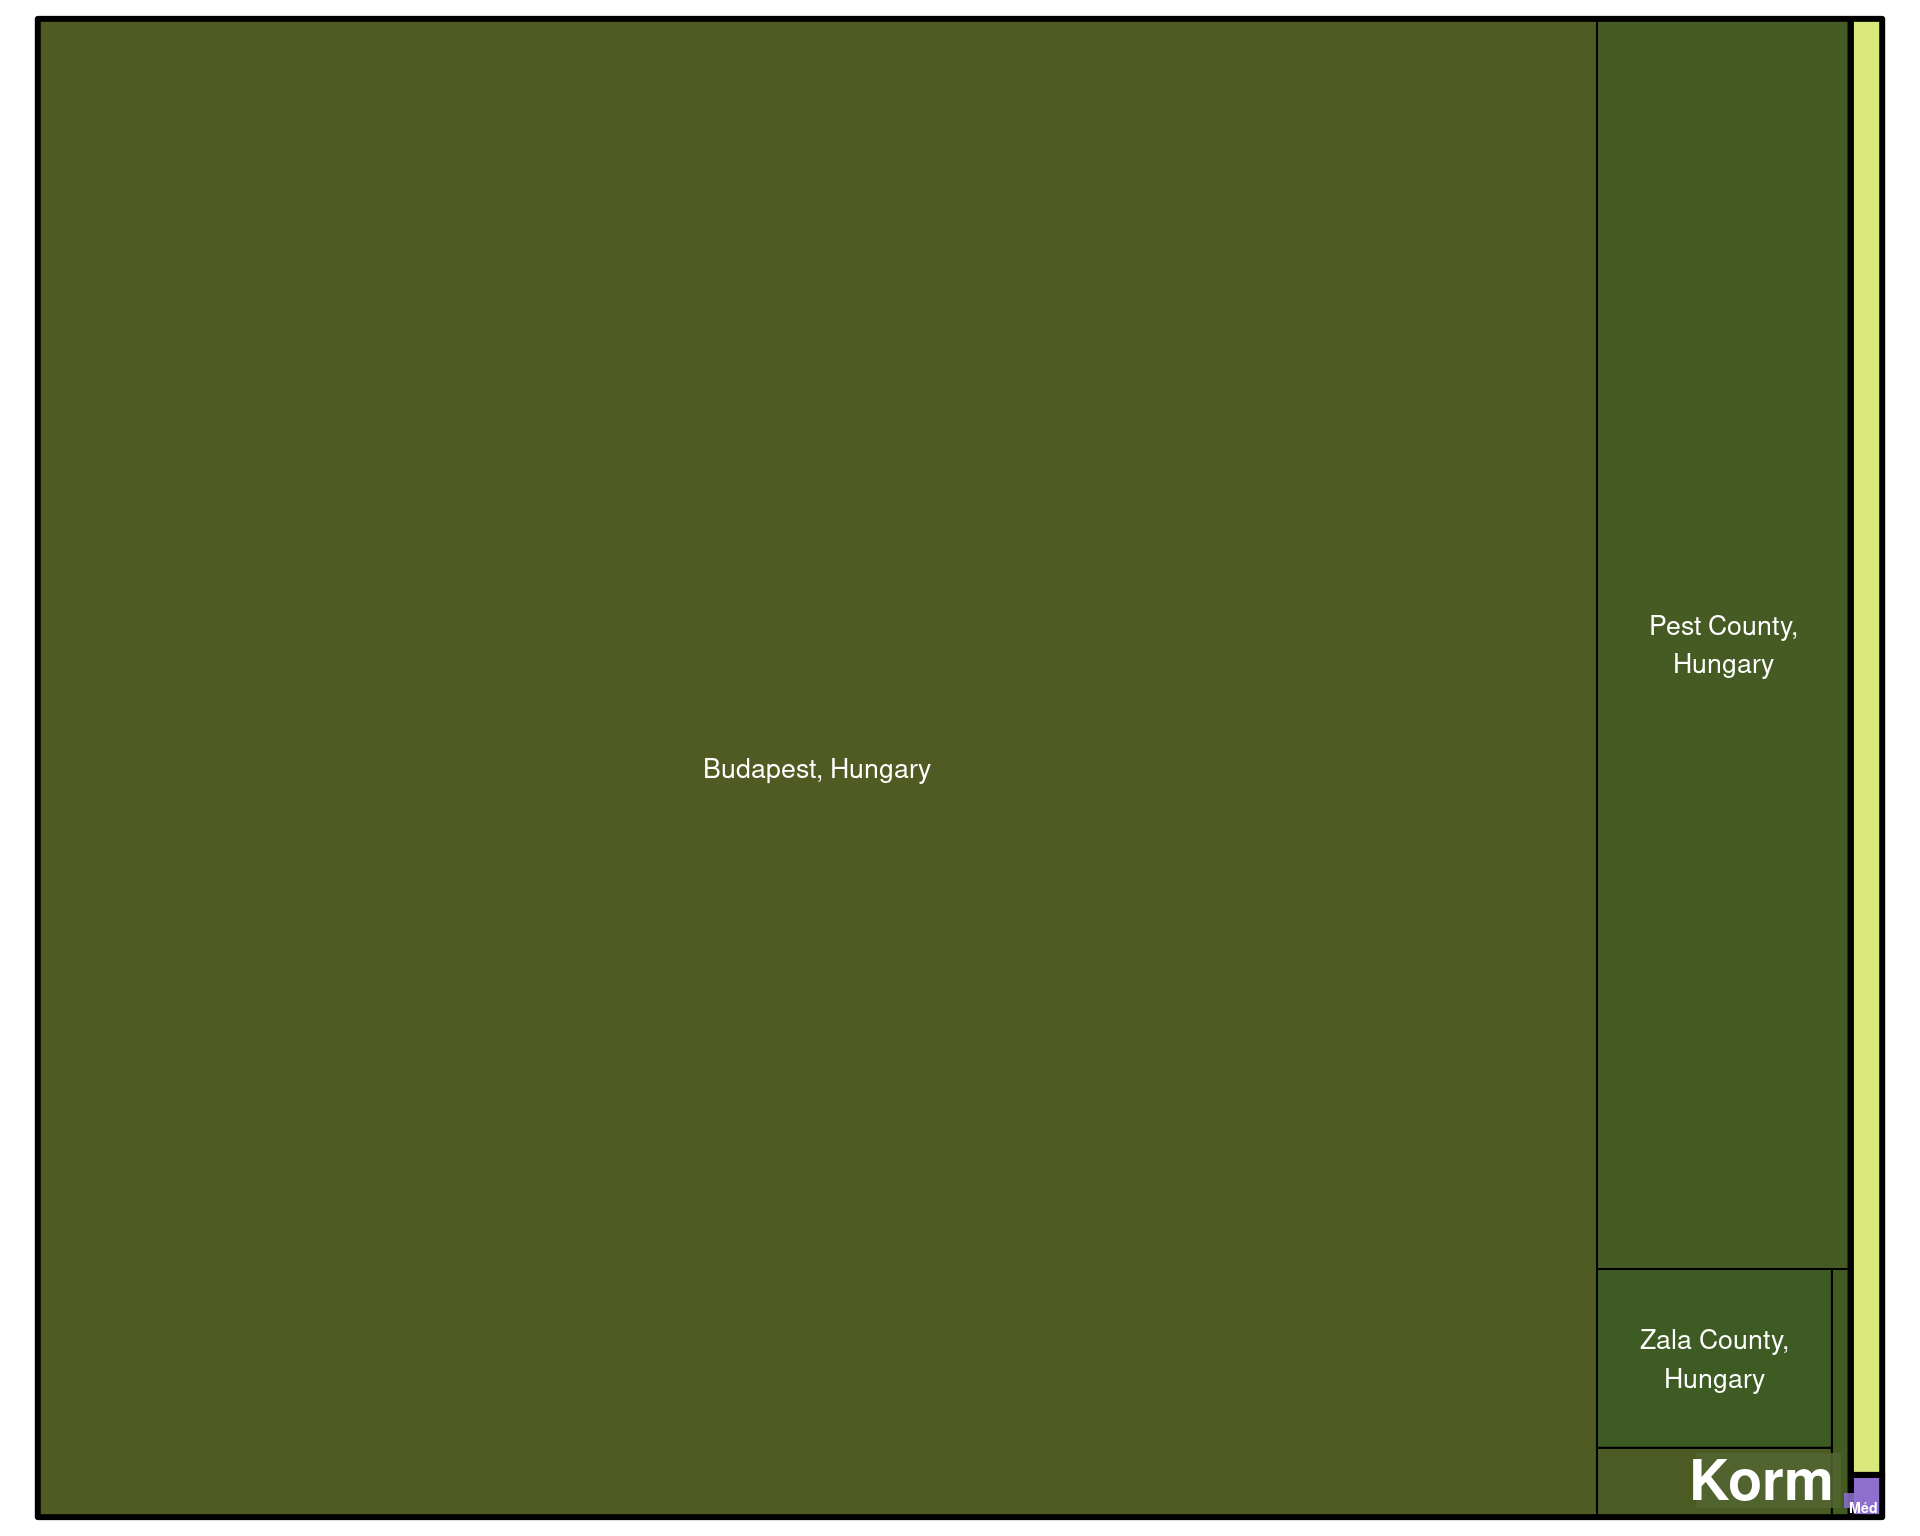 Pest County,
Hungary
Budapest, Hungary
Zala County,
Hungary
Korm
Méd